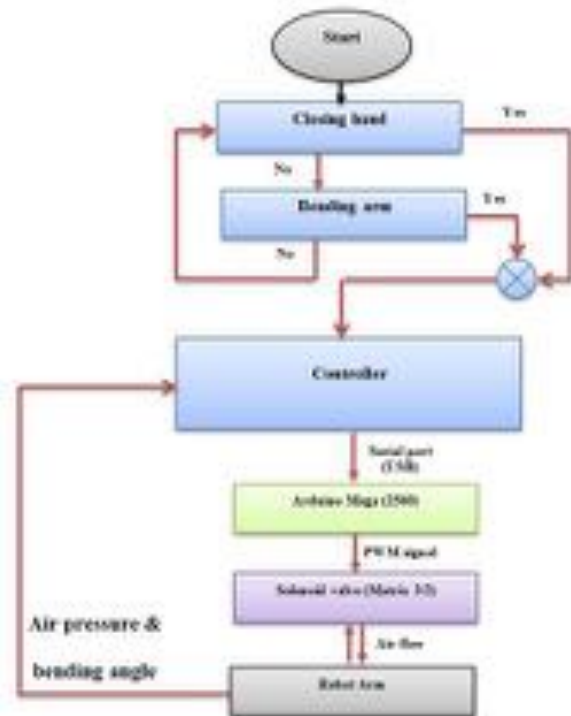 Start
Closing hand
Yes
No
Bending arm
Yes
No
Controller
Serial port
(USB)
Arduino Mega (2560)
PWM signal
Solenoid valve (Matrix 3/3)
Air pressure &
Air flow
bending angle
Robot Arm